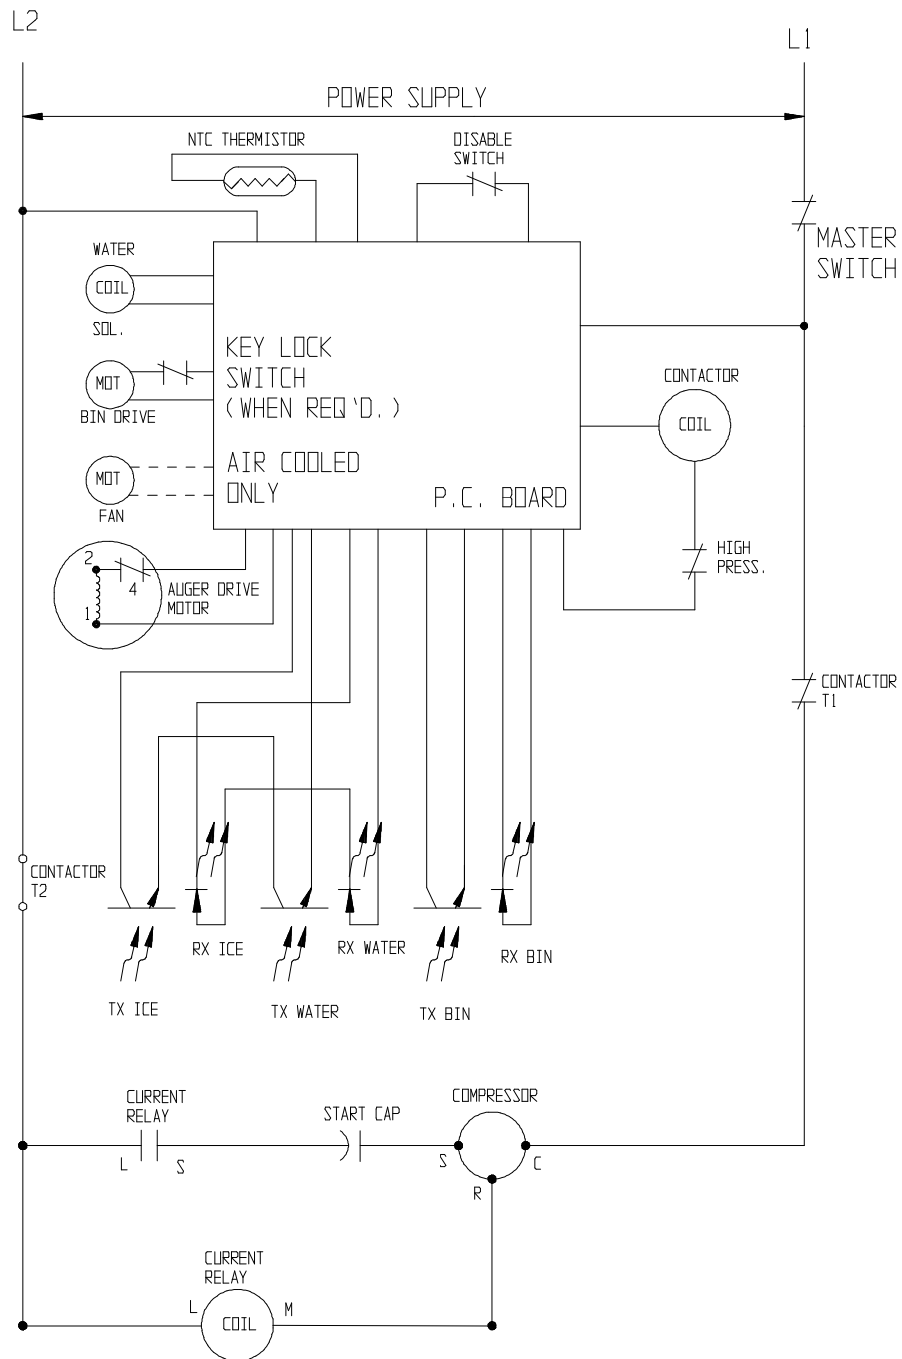 L2
L1
POWER SUPPLY
NTC THERMISTOR
DISABLE
SWITCH
MASTER
SWITCH
WATER
COIL
SOL.
KEY LOCK
SWITCH
(WHEN REQ'D.)
MOT
BIN DRIVE
CONTACTOR
COIL
AIR COOLED
ONLY
MOT
FAN
P.C. BOARD
HIGH
PRESS.
2
4
1
AUGER DRIVE
MOTOR
CONTACTOR
T1
CONTACTOR
T2
RX ICE
RX WATER
RX BIN
TX ICE
TX WATER
TX BIN
CURRENT
RELAY
L
S
START CAP
COMPRESSOR
S
C
R
CURRENT
RELAY
L
M
COIL